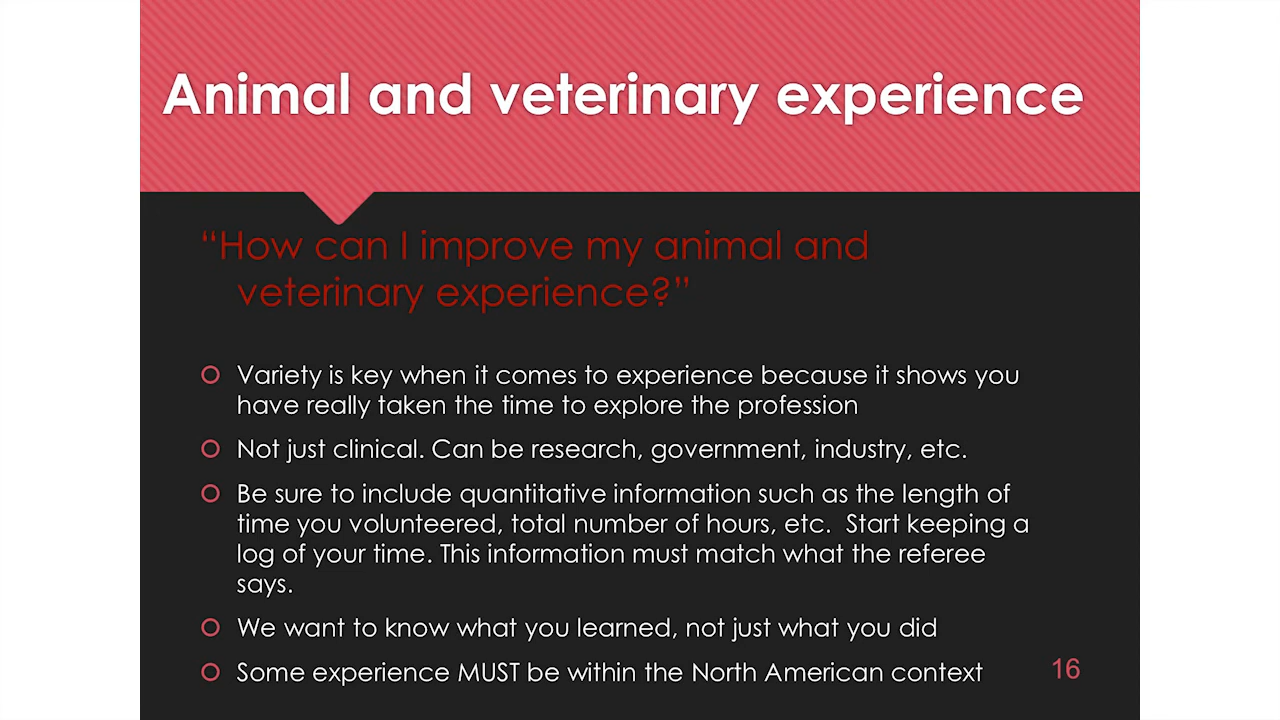 Animal and veterinary experience
“How can I improve my animal and
veterinary experience?”
Variety is key when it comes to experience because it shows you
have really taken the time to explore the profession
Not just clinical. Can be research, government, industry, etc.
Be sure to include quantitative information such as the length of
time you volunteered, total number of hours, etc.  Start keeping a
log of your time. This information must match what the referee
says.
We want to know what you learned, not just what you did
Some experience MUST be within the North American context
16